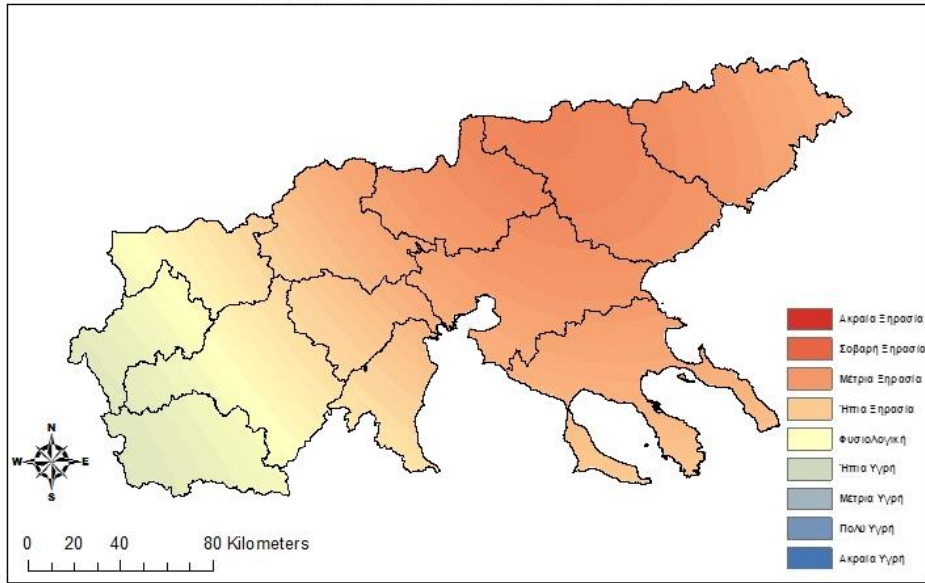 Ακραία Ξηρασία
Σοβαρή Ξηρασία
Μέτρια Ξηρασία
Ήπια Ξηρασία
Φυσιολογική
Ήπια Υγρή
Μέτρια Υγρή
Πολύ Υγρή
Ακραία Υγρή
N
W E
S
0 20 40 80 Kilometers